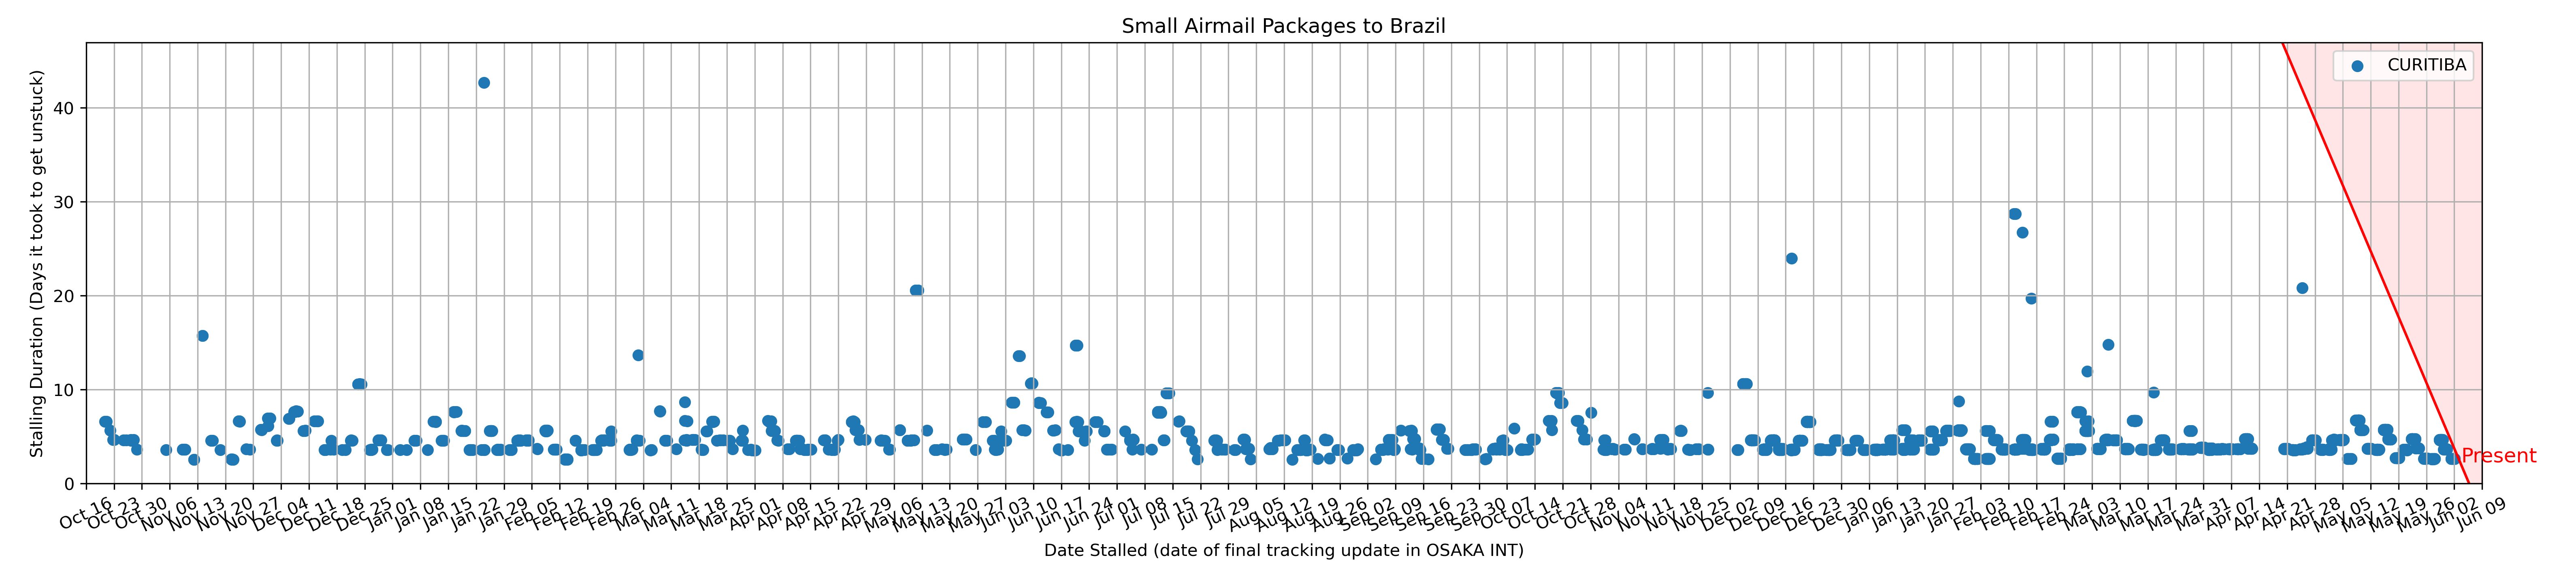 Small Airmail Packages to Brazil
CURITIBA
Stalling Duration (Days it took to get unstuck)
40
30
20
10
0
Present
Oct 16 Oct 23 Oct 30 Nov 06 Nov 13 Nov 20 Nov 27 Dec 04 Dec 11 Dec 18 Dec 25 Jan 01 Jan 08 Jan 15 Jan 22 Jan 29 Feb 05 Feb 12 Feb 19 Feb 26 Mar 04 Mar 11 Mar 18 Mar 25 Apr 01 Apr 08 Apr 15 Apr 22 Apr 29 May 06 May 13 May 20 May 27 Jun 03 Jun 10 Jun 17 Jun 24 Jul 01 Jul 08 Jul 15 Jul 22 Jul 29 Aug 05 Aug 12 Aug 19 Aug 26 Sep 02 Sep 09 Sep 16 Sep 23 Sep 30 Oct 07 Oct 14 Oct 21 Oct 28 Nov 04 Nov 11 Nov 18 Nov 25 Dec 02 Dec 09 Dec 16 Dec 23 Dec 30 Jan 06 Jan 13 Jan 20 Jan 27 Feb 03 Feb 10 Feb 17 Feb 24 Mar 03 Mar 10 Mar 17 Mar 24 Mar 31 Apr 07 Apr 14 Apr 21 Apr 28 May 05 May 12 May 19 May 26 Jun 02 Jun 09
Date Stalled (date of final tracking update in OSAKA INT)